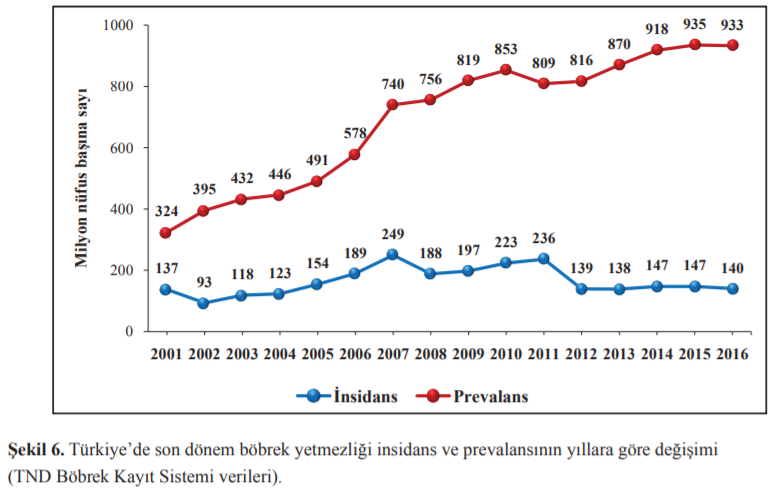 Milyon nüfus başına sayı
1000
800
600
400
200
0
324 395 432 446 491 578 740 756 819 853 809 816 870 918 935 933
137 93 118 123 154 189 249 188 197 223 236 139 138 147 147 140
2001 2002 2003 2004 2005 2006 2007 2008 2009 2010 2011 2012 2013 2014 2015 2016
İnsidans Prevalans
Şekil 6. Türkiye’de son dönem böbrek yetmezliği insidans ve prevalansının yıllara göre değişimi
(TND Böbrek Kayıt Sistemi verileri).